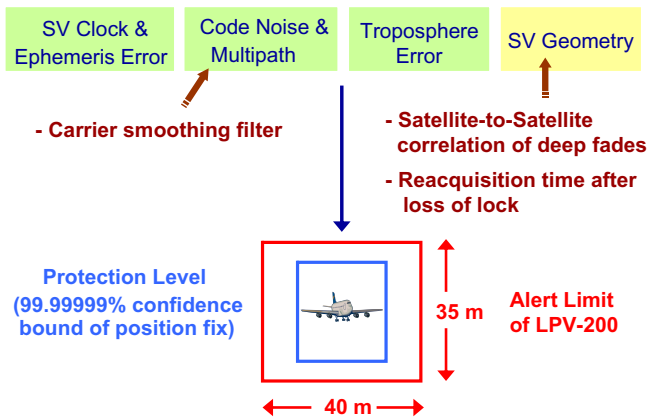 SV Clock &
Ephemeris Error
Code Noise &
Multipath
Troposphere
Error
SV Geometry
- Carrier smoothing filter
- Satellite-to-Satellite
correlation of deep fades
- Reacquisition time after
loss of lock
Protection Level
(99.99999% confidence
bound of position fix)
35 m
Alert Limit
of LPV-200
40 m